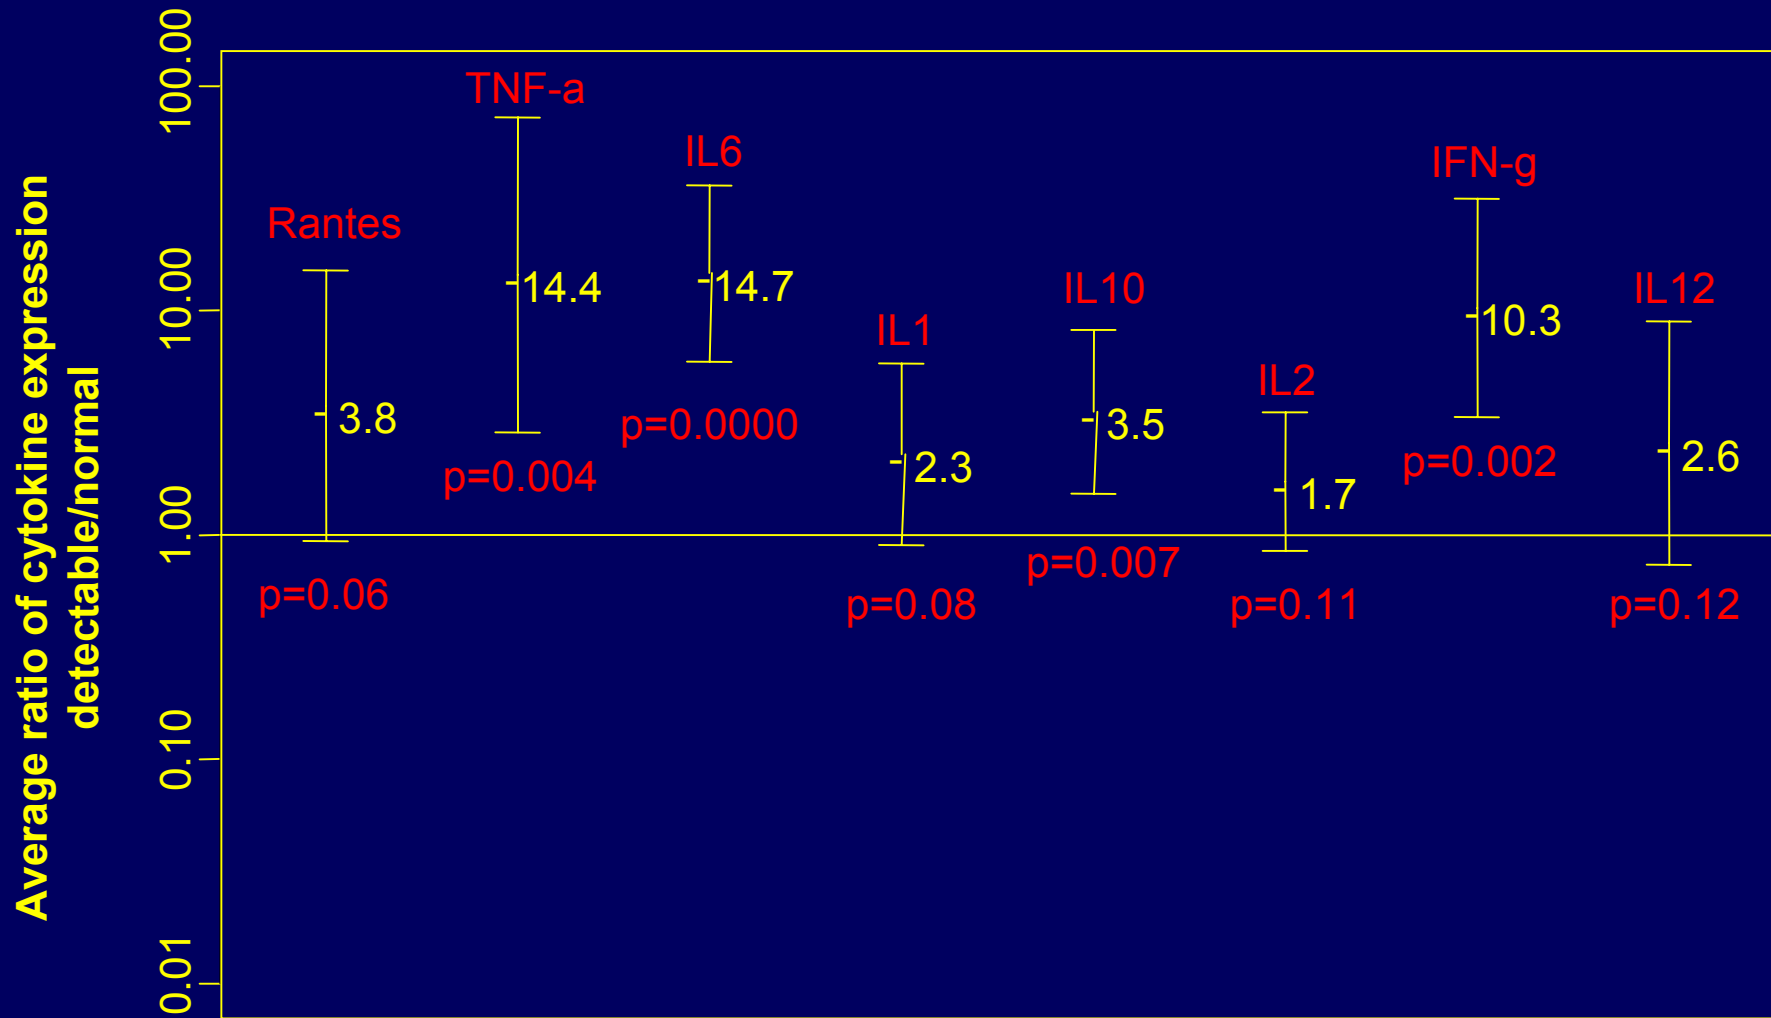 Average ratio of cytokine expression
detectable/normal
100.00
10.00
1.00
0.10
0.01
Rantes
3.8
p=0.06
TNF-a
14.4
p=0.004
IL6
14.7
p=0.0000
IL1
2.3
p=0.08
IL10
3.5
p=0.007
IL2
1.7
p=0.11
IFN-g
10.3
p=0.002
IL12
2.6
p=0.12